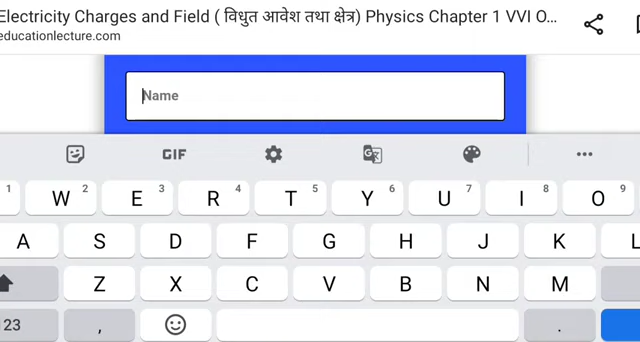 Electricity Charges and Field ( विधुत आवेश तथा क्षेत्र) Physics Chapter 1 VVI O...
educationlecture.com
Name
GIF
1 W 2 E 3 R 4 T 5 Y 6 U 7 I 8 O 9
A S D F G H J K L
Z X C V B N M
123 , .